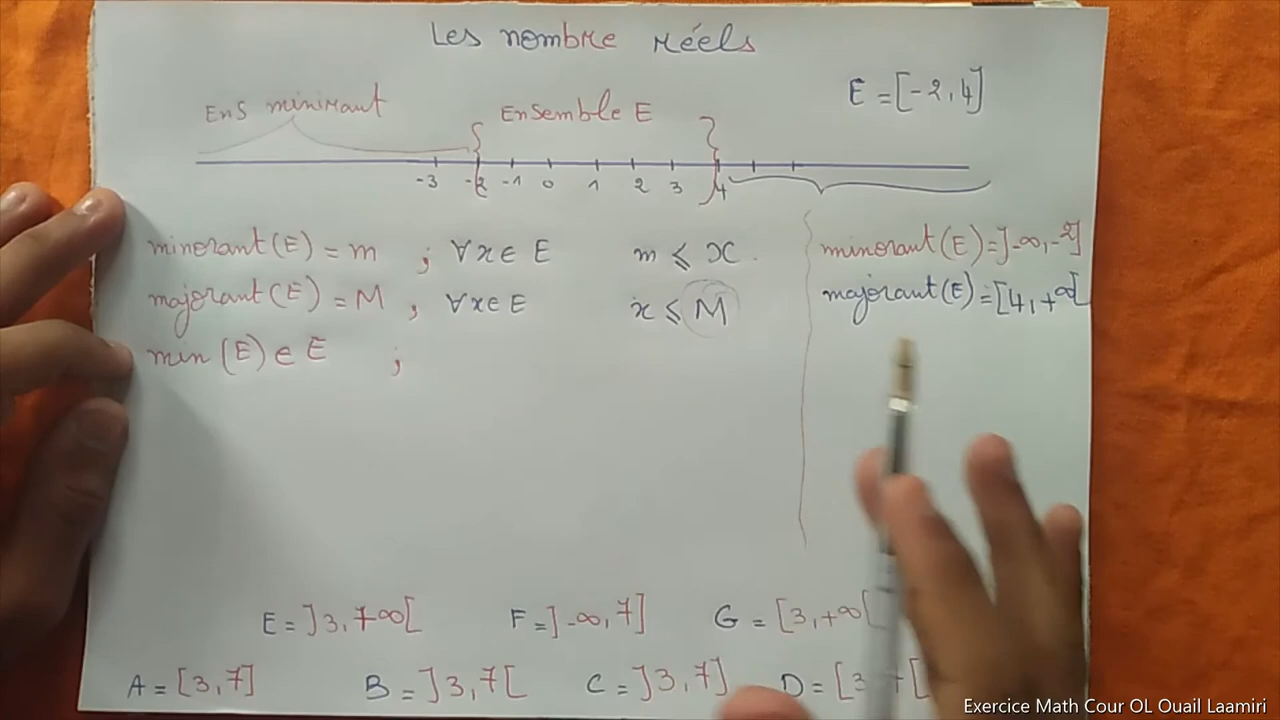 Les nombre réels
E = [-2, 4]
Ens minirant
Ensemble E
-3 -2 -1 0 1 2 3 4
minorant (E) = m ; ∀x∈ E m ⩽ x
majorant (E) = M , ∀x∈E x ⩽ M
min (E) ∈ E ;
minorant (E) = ]-∞, -2]
majorant (E) = [4, +∞[
E = ]3, +∞[ F = ]-∞, 7] G = [3, +∞[
A = [3, 7] B = ]3, 7[ C = ]3, 7] D = [3 [
Exercice Math Cour OL Ouail Laamiri